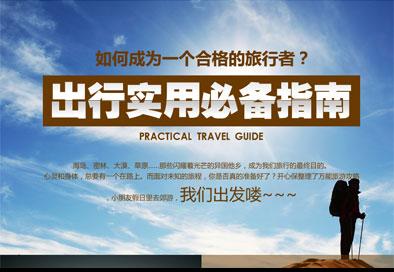 如何成为一个合格的旅行者？
出行实用必备指南
PRACTICAL TRAVEL GUIDE
海岛、密林、大漠、草原……那些闪耀着光芒的异国他乡，成为我们旅行的最终目的。
心灵和身体，总要有一个在路上。而面对未知的旅程，你是否真的准备好了？开心保整理了万能旅游攻略
，小朋友假日里去郊游，我们出发喽~~~